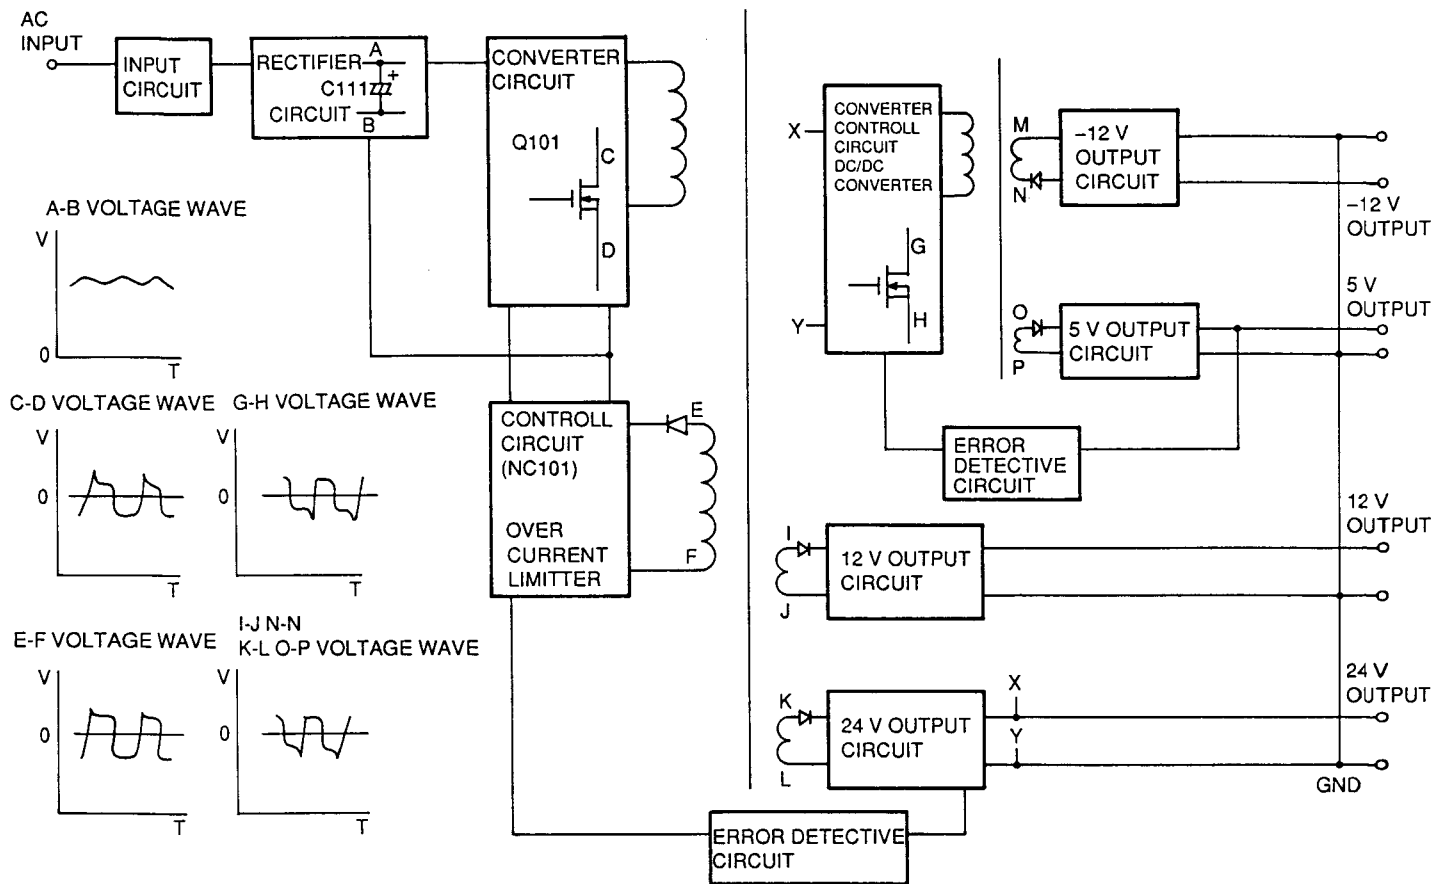 AC
INPUT
INPUT
CIRCUIT
RECTIFIER
A
C111
+
CIRCUIT
B
CONVERTER
CIRCUIT
Q101
C
D
CONTROLL
CIRCUIT
(NC101)
OVER
CURRENT
LIMITTER
E
F
A-B VOLTAGE WAVE
V
0
T
C-D VOLTAGE WAVE
V
0
T
G-H VOLTAGE WAVE
V
0
T
E-F VOLTAGE WAVE
V
0
T
I-J N-N
K-L O-P VOLTAGE WAVE
V
0
T
X
Y
CONVERTER
CONTROLL
CIRCUIT
DC/DC
CONVERTER
G
H
M
N
–12 V
OUTPUT
CIRCUIT
–12 V
OUTPUT
O
P
5 V OUTPUT
CIRCUIT
5 V
OUTPUT
ERROR
DETECTIVE
CIRCUIT
I
J
12 V OUTPUT
CIRCUIT
12 V
OUTPUT
K
L
24 V OUTPUT
CIRCUIT
X
Y
24 V
OUTPUT
GND
ERROR DETECTIVE
CIRCUIT